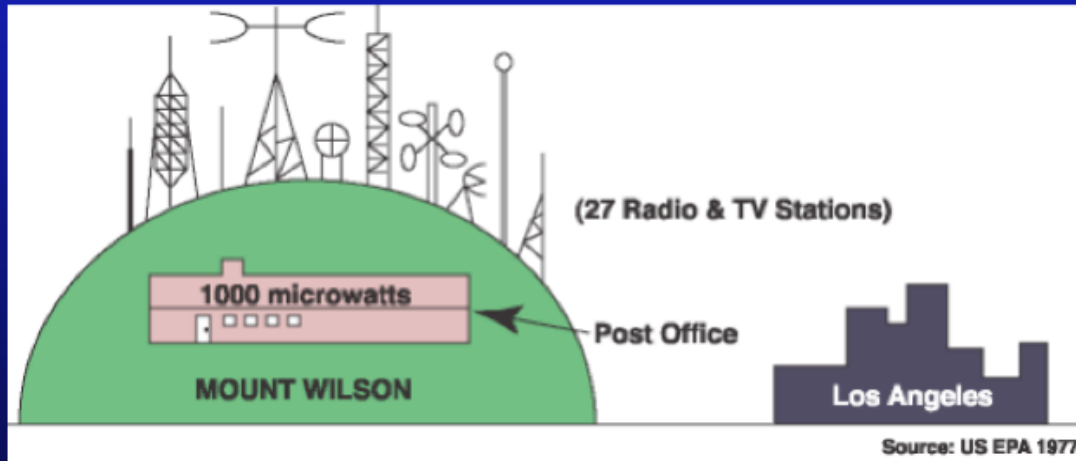 (27 Radio & TV Stations)
1000 microwatts
Post Office
MOUNT WILSON
Los Angeles
Source: US EPA 1977